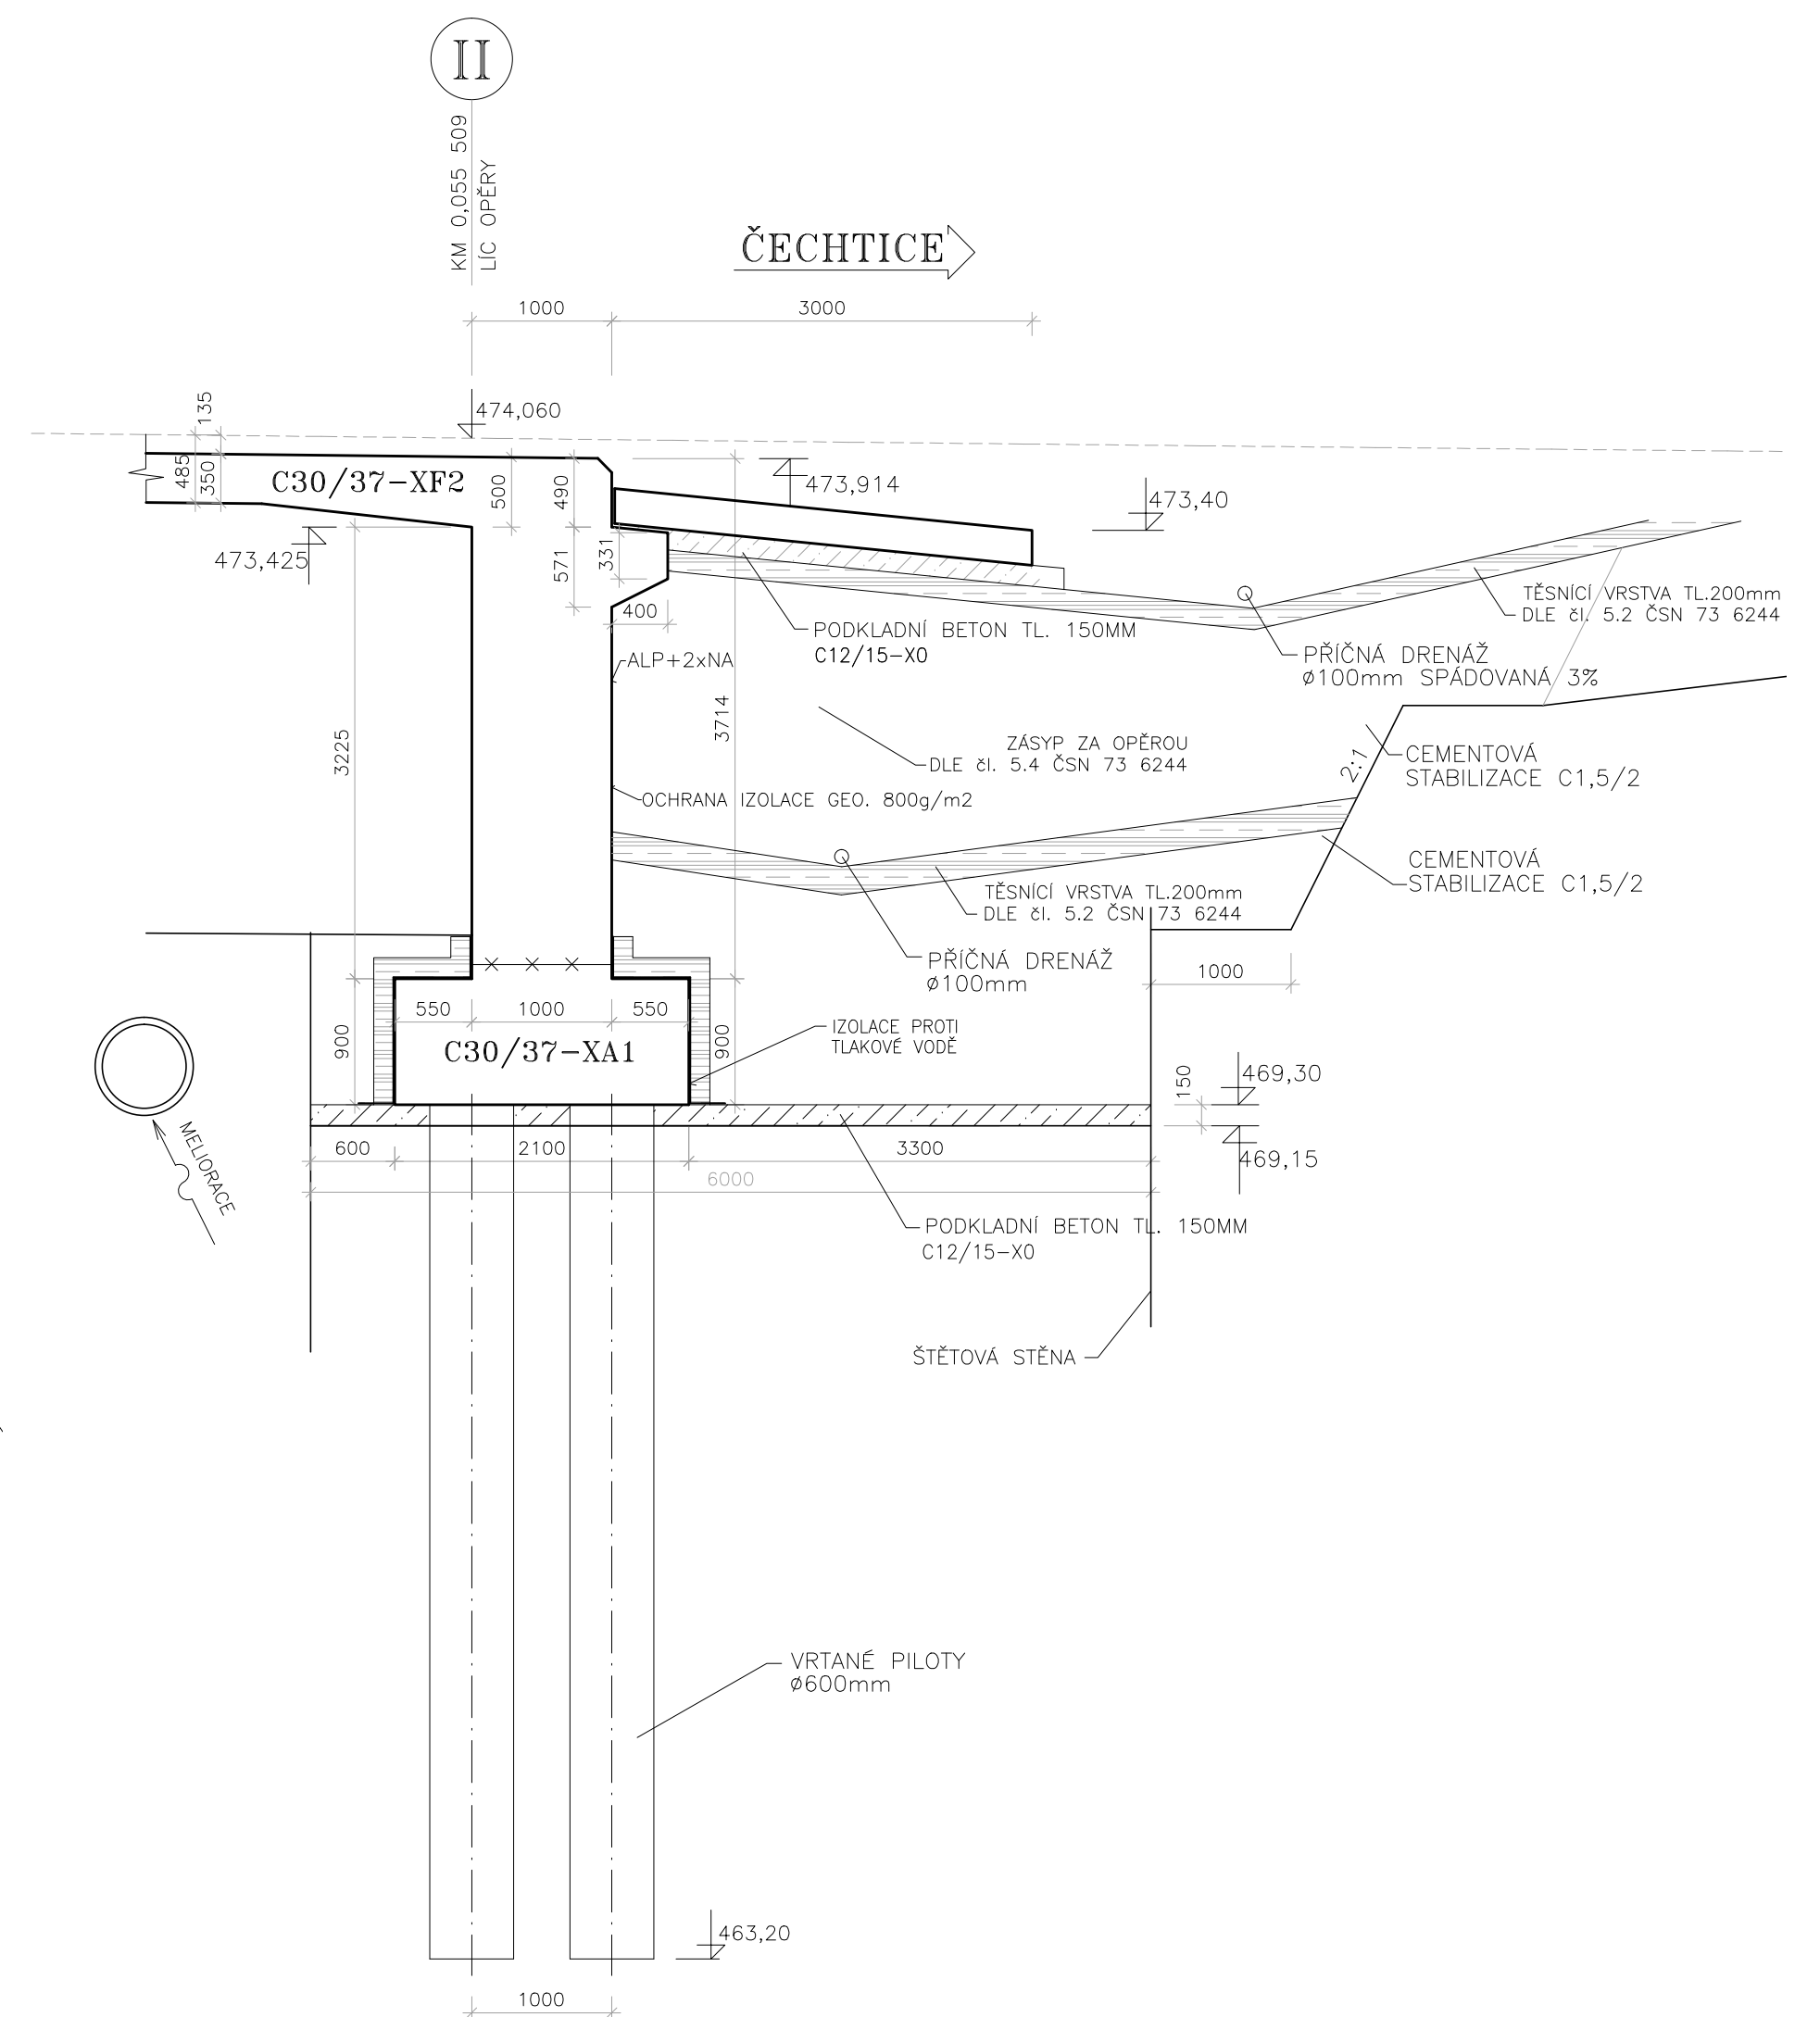 II
KM 0,055 509
LÍC OPĚRY
ČECHTICE
1000
3000
135
474,060
485
350
C30/37-XF2
500
490
473,914
473,40
473,425
571
331
400
TĚSNÍCÍ VRSTVA TL.200mm
DLE čl. 5.2 ČSN 73 6244
PODKLADNÍ BETON TL. 150MM
C12/15-X0
PŘÍČNÁ DRENÁŽ
ø100mm SPÁDOVANÁ 3%
ALP+2xNA
3714
3225
ZÁSYP ZA OPĚROU
DLE čl. 5.4 ČSN 73 6244
2:1
CEMENTOVÁ
STABILIZACE C1,5/2
OCHRANA IZOLACE GEO. 800g/m2
CEMENTOVÁ
STABILIZACE C1,5/2
TĚSNÍCÍ VRSTVA TL.200mm
DLE čl. 5.2 ČSN 73 6244
PŘÍČNÁ DRENÁŽ
ø100mm
1000
550
1000
550
900
900
C30/37-XA1
IZOLACE PROTI
TLAKOVÉ VODĚ
150
469,30
MELIORACE
600
2100
3300
469,15
6000
PODKLADNÍ BETON TL. 150MM
C12/15-X0
ŠTĚTOVÁ STĚNA
VRTANÉ PILOTY
ø600mm
463,20
1000